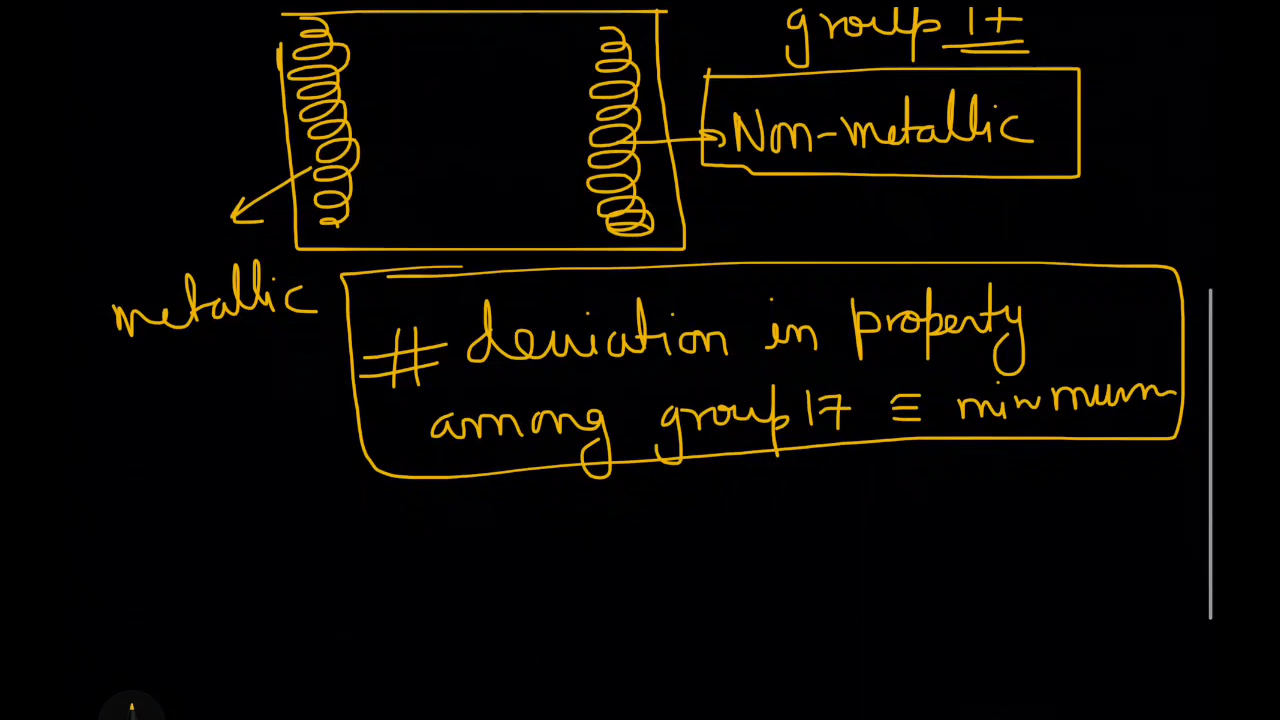 group 17
Non-metallic
metallic
# deviation in property
among group 17 ≡ minimum